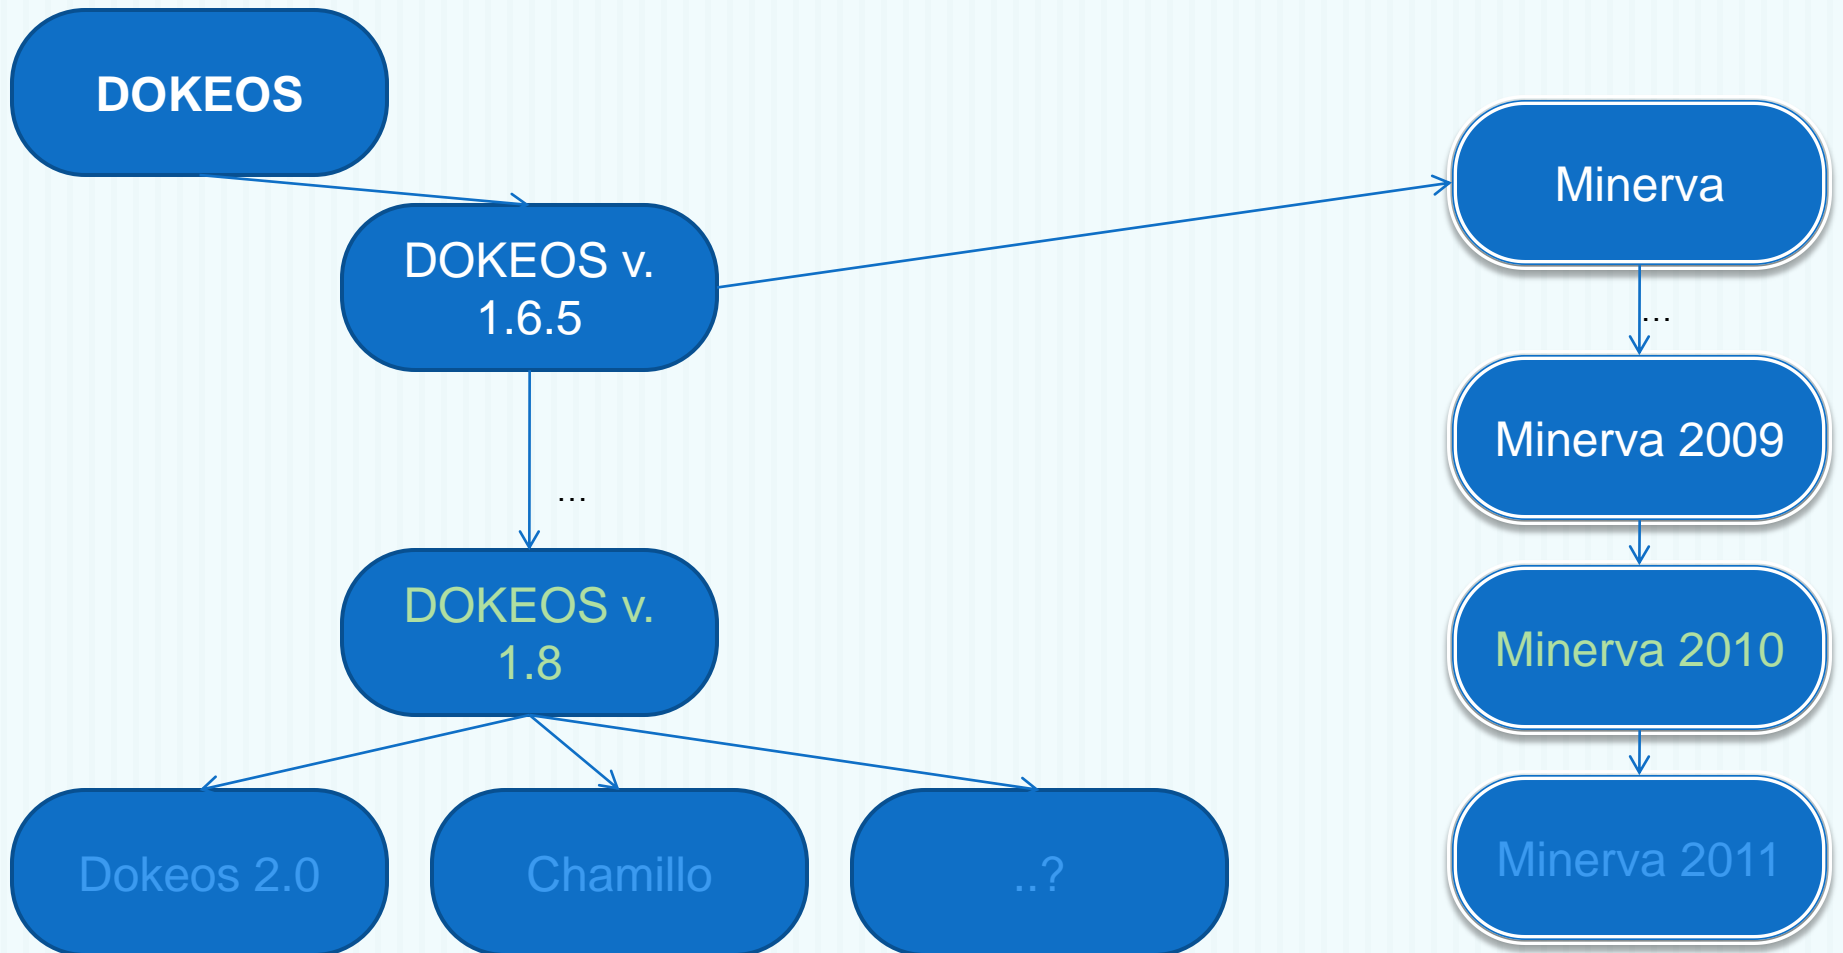 DOKEOS
Minerva
DOKEOS v.
1.6.5
...
Minerva 2009
...
DOKEOS v.
1.8
Minerva 2010
Dokeos 2.0
Chamillo
..?
Minerva 2011